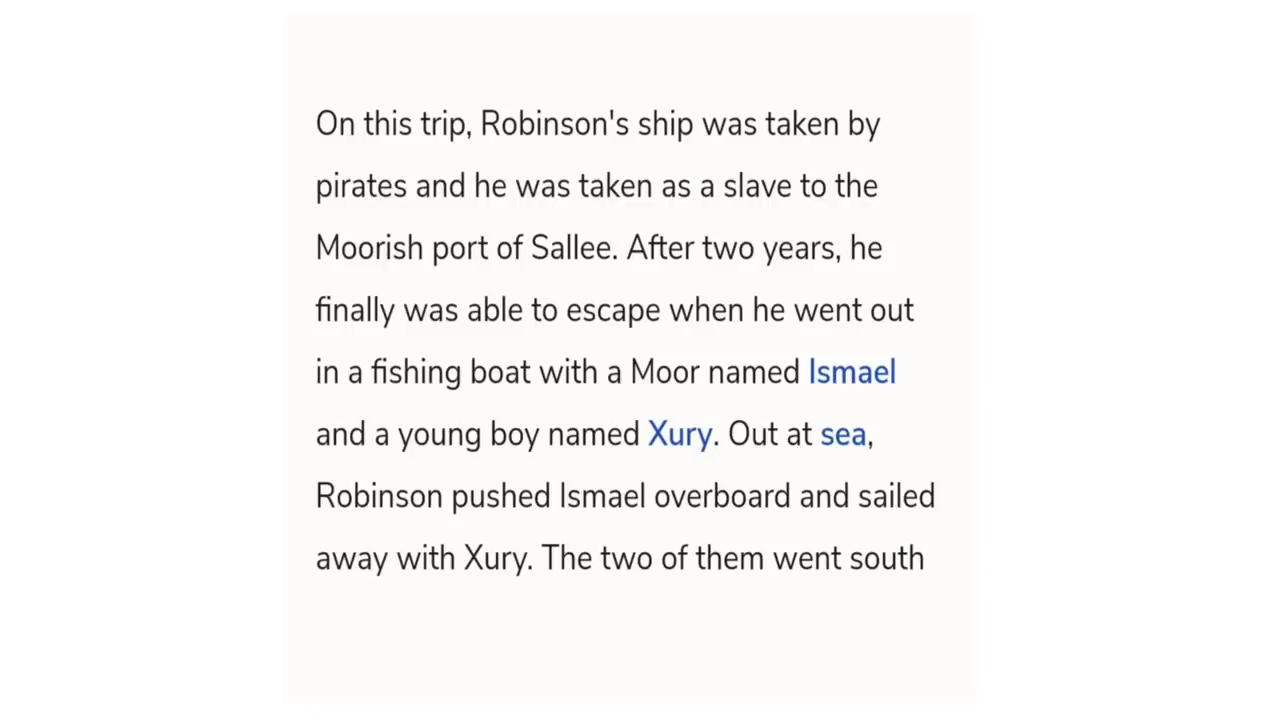 On this trip, Robinson's ship was taken by
pirates and he was taken as a slave to the
Moorish port of Sallee. After two years, he
finally was able to escape when he went out
in a fishing boat with a Moor named Ismael
and a young boy named Xury. Out at sea,
Robinson pushed Ismael overboard and sailed
away with Xury. The two of them went south